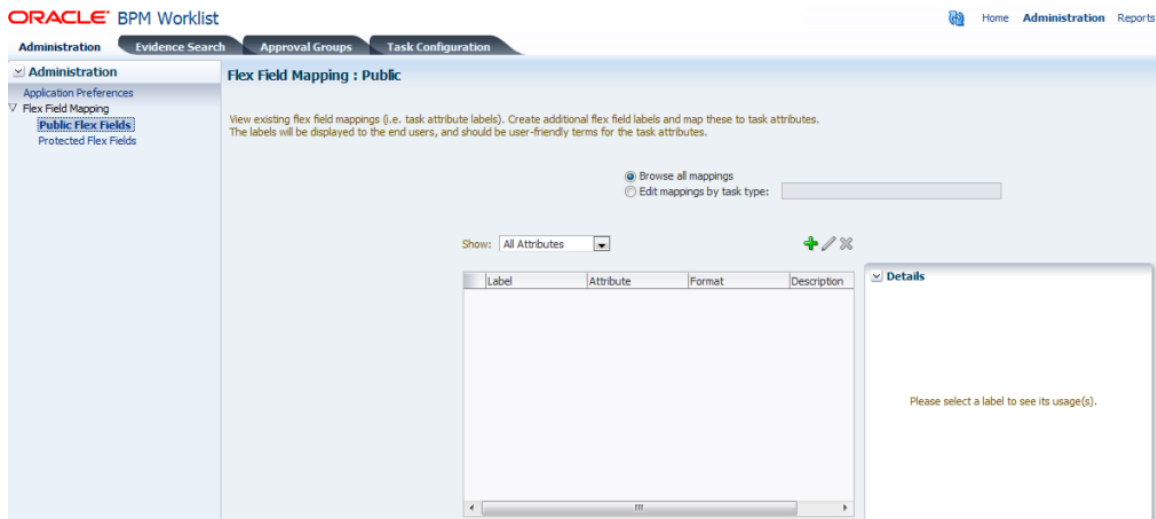 ORACLE BPM Worklist
Home Administration Reports
Administration Evidence Search Approval Groups Task Configuration
Administration
Application Preferences
Flex Field Mapping
Public Flex Fields
Protected Flex Fields
Flex Field Mapping : Public
View existing flex field mappings (i.e. task attribute labels). Create additional flex field labels and map these to task attributes.
The labels will be displayed to the end users, and should be user-friendly terms for the task attributes.
Browse all mappings
Edit mappings by task type:
Show: All Attributes
Label Attribute Format Description
Details
Please select a label to see its usage(s).